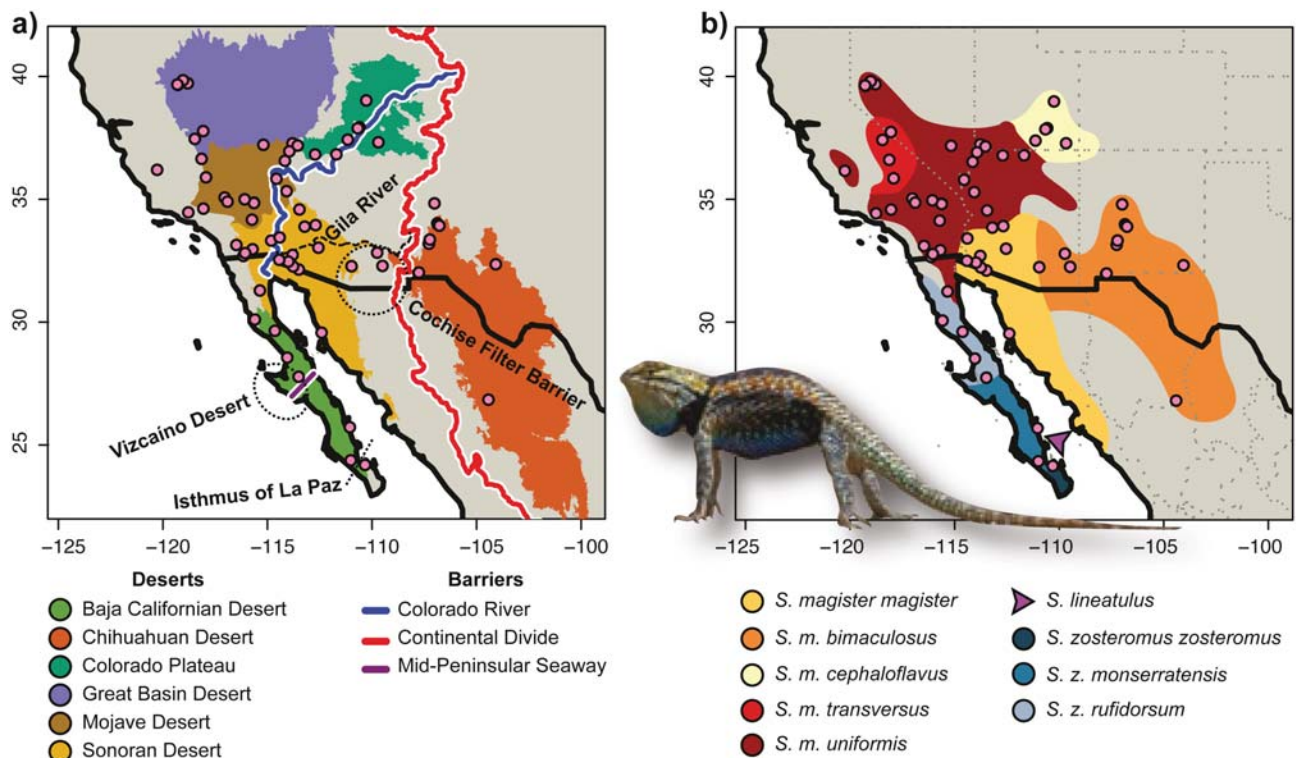 a)
40
35
30
25
−125
−120
−115
−110
−105
−100
Gila River
Cochise Filter Barrier
Vizcaino Desert
Isthmus of La Paz
Deserts
Baja Californian Desert
Chihuahuan Desert
Colorado Plateau
Great Basin Desert
Mojave Desert
Sonoran Desert
Barriers
Colorado River
Continental Divide
Mid-Peninsular Seaway
b)
40
35
30
25
−125
−120
−115
−110
−104
−100
S. magister magister
S. m. bimaculosus
S. m. cephaloflavus
S. m. transversus
S. m. uniformis
S. lineatulus
S. zosteromus zosteromus
S. z. monserratensis
S. z. rufidorsum